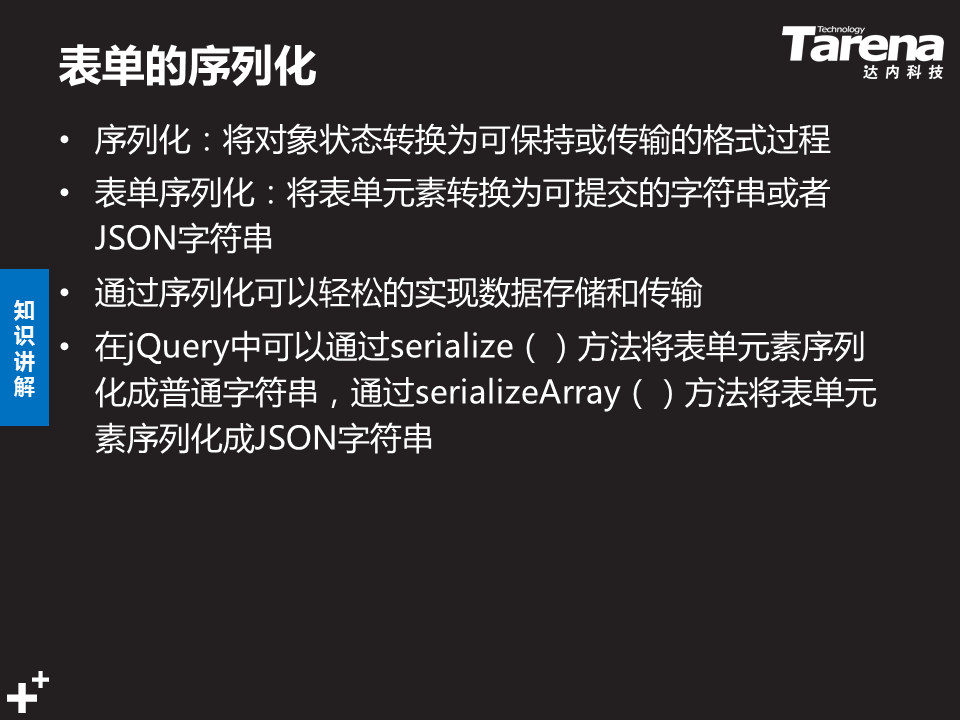 表单的序列化
Technology
Tarena
达内科技
• 序列化：将对象状态转换为可保持或传输的格式过程
• 表单序列化：将表单元素转换为可提交的字符串或者
JSON字符串
• 通过序列化可以轻松的实现数据存储和传输
• 在jQuery中可以通过serialize（ ）方法将表单元素序列
化成普通字符串，通过serializeArray（ ）方法将表单元
素序列化成JSON字符串
知
识
讲
解